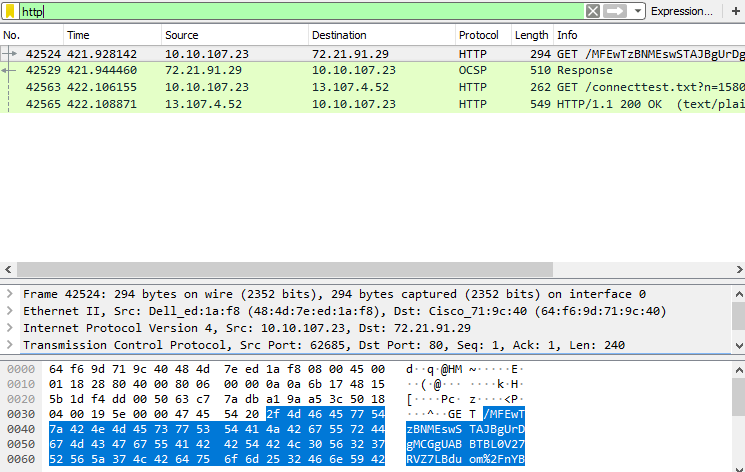 http Expression… +
No. Time Source Destination Protocol Length Info
42524 421.928142 10.10.107.23 72.21.91.29 HTTP 294 GET /MFEwTzBNMEswSTAJBgUrDg
42529 421.944460 72.21.91.29 10.10.107.23 OCSP 510 Response
42563 422.106155 10.10.107.23 13.107.4.52 HTTP 262 GET /connecttest.txt?n=1580
42565 422.108871 13.107.4.52 10.10.107.23 HTTP 549 HTTP/1.1 200 OK (text/plai
Frame 42524: 294 bytes on wire (2352 bits), 294 bytes captured (2352 bits) on interface 0
Ethernet II, Src: Dell_ed:1a:f8 (48:4d:7e:ed:1a:f8), Dst: Cisco_71:9c:40 (64:f6:9d:71:9c:40)
Internet Protocol Version 4, Src: 10.10.107.23, Dst: 72.21.91.29
Transmission Control Protocol, Src Port: 62685, Dst Port: 80, Seq: 1, Ack: 1, Len: 240
0000 64 f6 9d 71 9c 40 48 4d 7e ed 1a f8 08 00 45 00 d··q·@HM ~·····E·
0010 01 18 28 80 40 00 80 06 00 00 0a 0a 6b 17 48 15 ··(·@··· ····k·H·
0020 5b 1d f4 dd 00 50 63 c7 7a db a1 9a a5 3c 50 18 [····Pc· z····<P·
0030 04 00 19 5e 00 00 47 45 54 20 2f 4d 46 45 77 54 ···^··GE T /MFEwT
0040 7a 42 4e 4d 45 73 77 53 54 41 4a 42 67 55 72 44 zBNMEswS TAJBgUrD
0050 67 4d 43 47 67 55 41 42 42 54 42 4c 30 56 32 37 gMCGgUAB BTBL0V27
0060 52 56 5a 37 4c 42 64 75 6f 6d 25 32 46 6e 59 42 RVZ7LBdu om%2FnYB